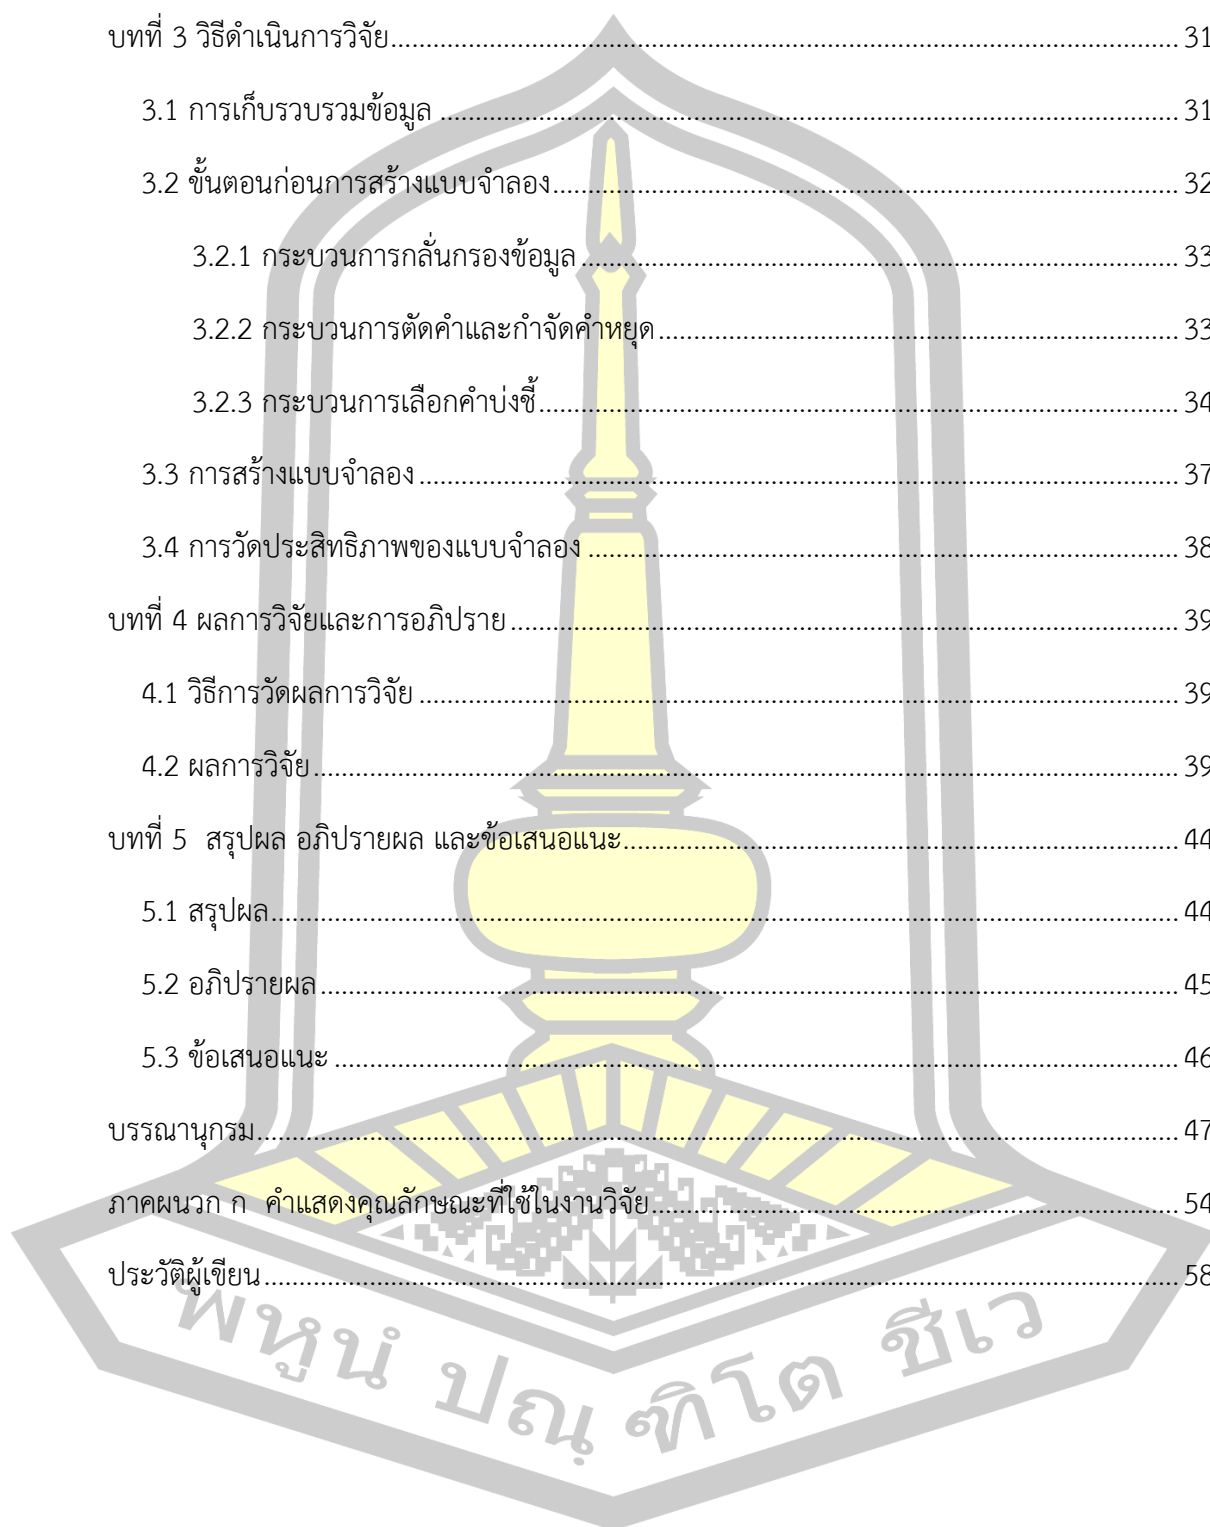 บทที่ 3 วิธีดำเนินการวิจัย.......................................................................................................... 31
3.1 การเก็บรวบรวมข้อมูล ................................................................................................... 31
3.2 ขั้นตอนก่อนการสร้างแบบจำลอง.................................................................................... 32
3.2.1 กระบวนการกลั่นกรองข้อมูล ................................................................................ 33
3.2.2 กระบวนการตัดคำและกำจัดคำหยุด...................................................................... 33
3.2.3 กระบวนการเลือกคำบ่งชี้...................................................................................... 34
3.3 การสร้างแบบจำลอง ...................................................................................................... 37
3.4 การวัดประสิทธิภาพของแบบจำลอง ............................................................................... 38
บทที่ 4 ผลการวิจัยและการอภิปราย .......................................................................................... 39
4.1 วิธีการวัดผลการวิจัย ...................................................................................................... 39
4.2 ผลการวิจัย.................................................................................................................... 39
บทที่ 5  สรุปผล อภิปรายผล และข้อเสนอแนะ........................................................................... 44
5.1 สรุปผล.......................................................................................................................... 44
5.2 อภิปรายผล................................................................................................................... 45
5.3 ข้อเสนอแนะ ................................................................................................................. 46
บรรณานุกรม............................................................................................................................ 47
ภาคผนวก ก  คำแสดงคุณลักษณะที่ใช้ในงานวิจัย....................................................................... 54
ประวัติผู้เขียน........................................................................................................................... 58
พหูนํ ปณฺฑิโต ชีเว